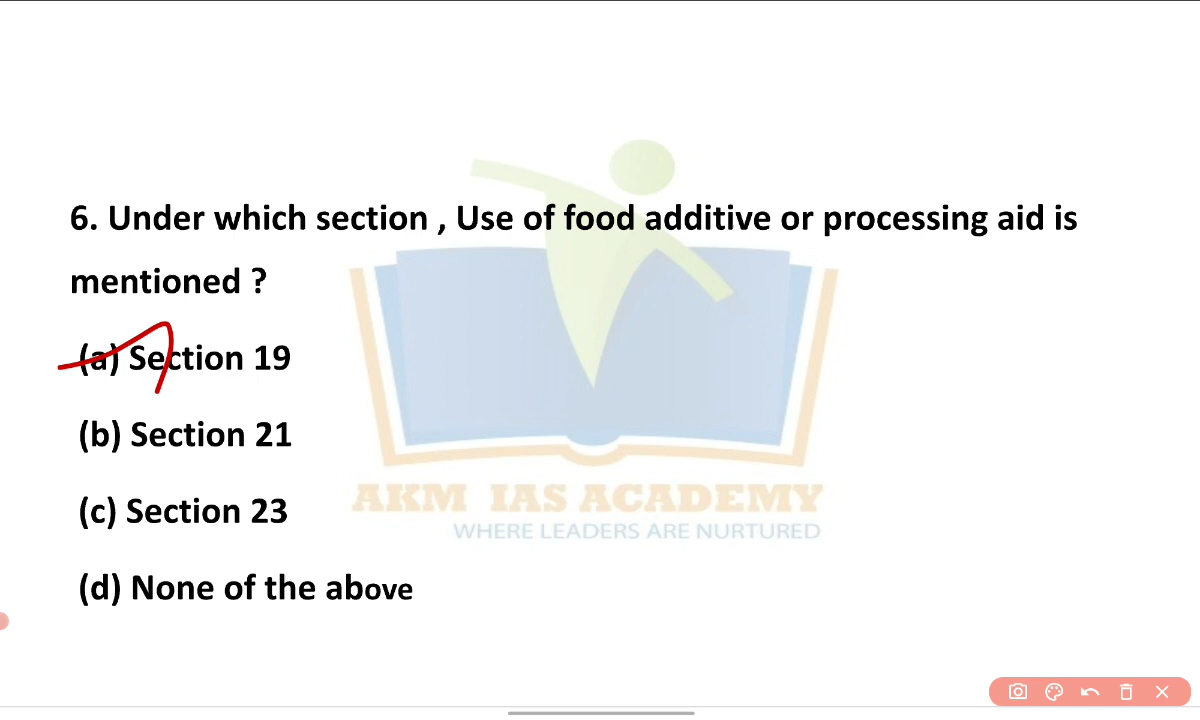 6. Under which section , Use of food additive or processing aid is
mentioned ?
(a) Section 19
(b) Section 21
(c) Section 23
(d) None of the above
AKM IAS ACADEMY
WHERE LEADERS ARE NURTURED